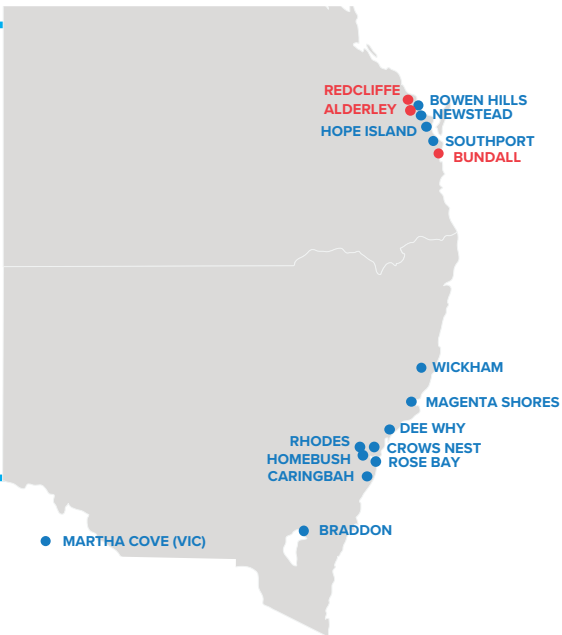 REDCLIFFE
BOWEN HILLS
ALDERLEY
NEWSTEAD
HOPE ISLAND
SOUTHPORT
BUNDALL
WICKHAM
MAGENTA SHORES
DEE WHY
RHODES
CROWS NEST
HOMEBUSH
ROSE BAY
CARINGBAH
BRADDON
MARTHA COVE (VIC)